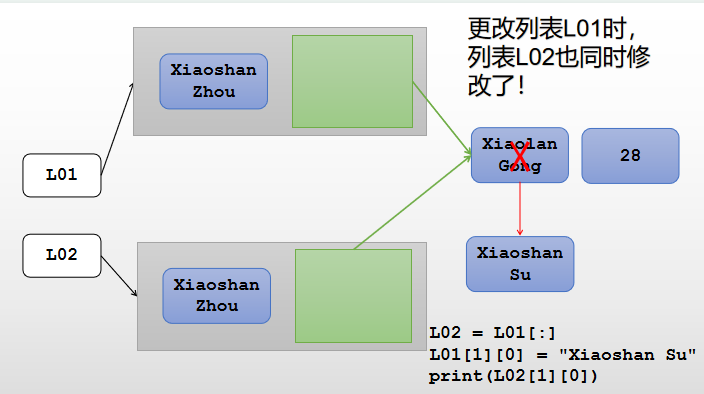 更改列表L01时,
列表L02也同时修
改了!
Xiaoshan
Zhou
Xiaolan
Gong
28
L01
L02
Xiaoshan
Su
Xiaoshan
Zhou
L02 = L01[:]
L01[1][0] = "Xiaoshan Su"
print(L02[1][0])